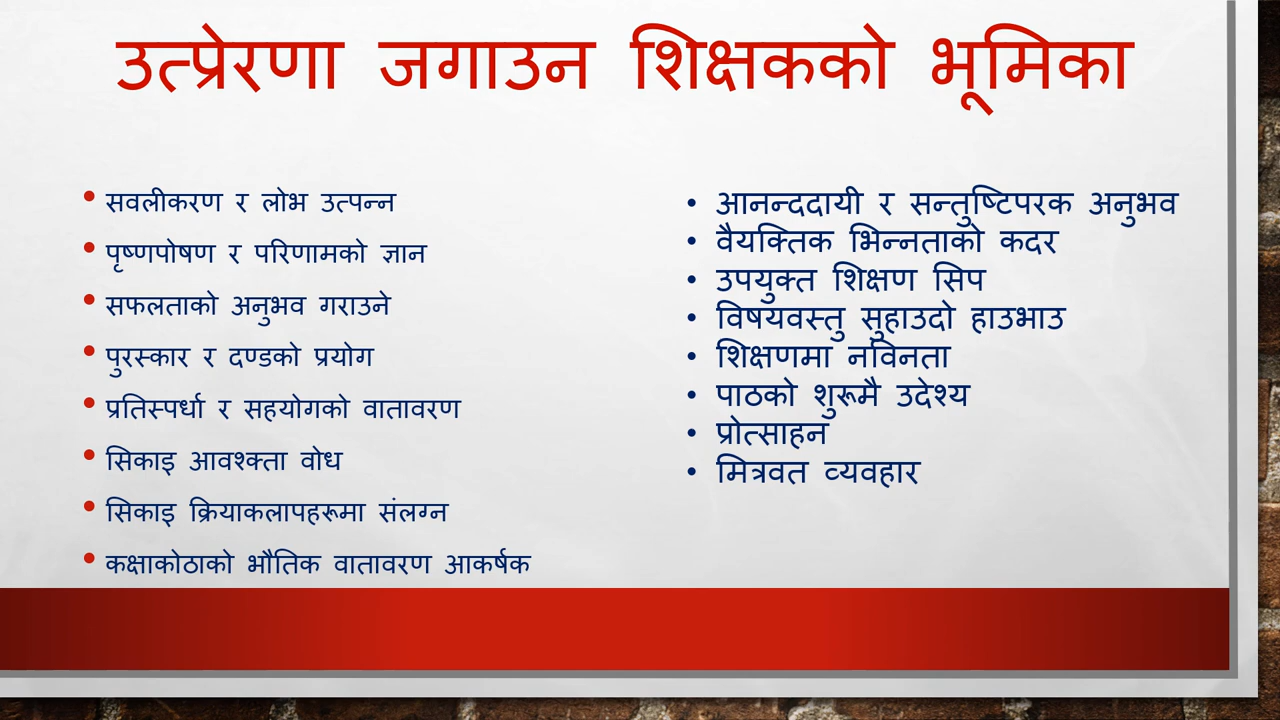 उत्प्रेरणा जगाउन शिक्षकको भूमिका
• सवलीकरण र लोभ उत्पन्न
• पृष्णपोषण र परिणामको ज्ञान
• सफलताको अनुभव गराउने
• पुरस्कार र दण्डको प्रयोग
• प्रतिस्पर्धा र सहयोगको वातावरण
• सिकाइ आवश्क्ता वोध
• सिकाइ क्रियाकलापहरूमा संलग्न
• कक्षाकोठाको भौतिक वातावरण आकर्षक
• आनन्ददायी र सन्तुष्टिपरक अनुभव
• वैयक्तिक भिन्नताको कदर
• उपयुक्त शिक्षण सिप
• विषयवस्तु सुहाउदो हाउभाउ
• शिक्षणमा नविनता
• पाठको शुरूमै उदेश्य
• प्रोत्साहन
• मित्रवत व्यवहार